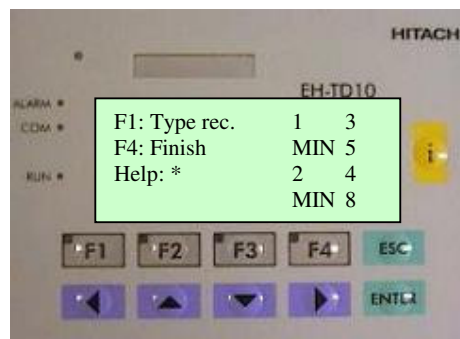 HITACH
EH-TD10
ALARM
COM
RUN
F1: Type rec. 1 3
F4: Finish MIN 5
Help: * 2 4
MIN 8
i
F1 F2 F3 F4 ESC
ENTER